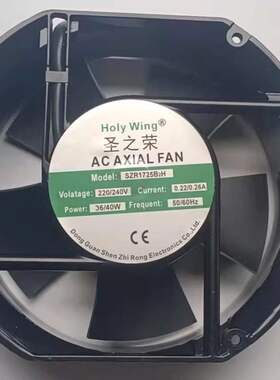 Holy Wing®
圣之荣
AC AXIAL FAN
Model: SZR1725B2H
Volatage: 220/240V Current: 0.22/0.26A
Power: 36/40W Frequent: 50/60Hz
CE
Dong Guan Shen Zhi Rong Electronics Co., Ltd.